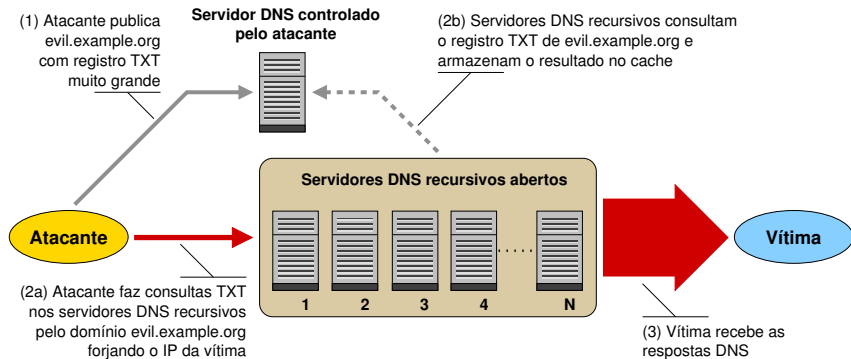 (1) Atacante publica
evil.example.org
com registro TXT
muito grande
Servidor DNS controlado
pelo atacante
(2b) Servidores DNS recursivos consultam
o registro TXT de evil.example.org e
armazenam o resultado no cache
Servidores DNS recursivos abertos
Atacante
1 2 3 4 ..... N
Vítima
(2a) Atacante faz consultas TXT
nos servidores DNS recursivos
pelo domínio evil.example.org
forjando o IP da vítima
(3) Vítima recebe as
respostas DNS